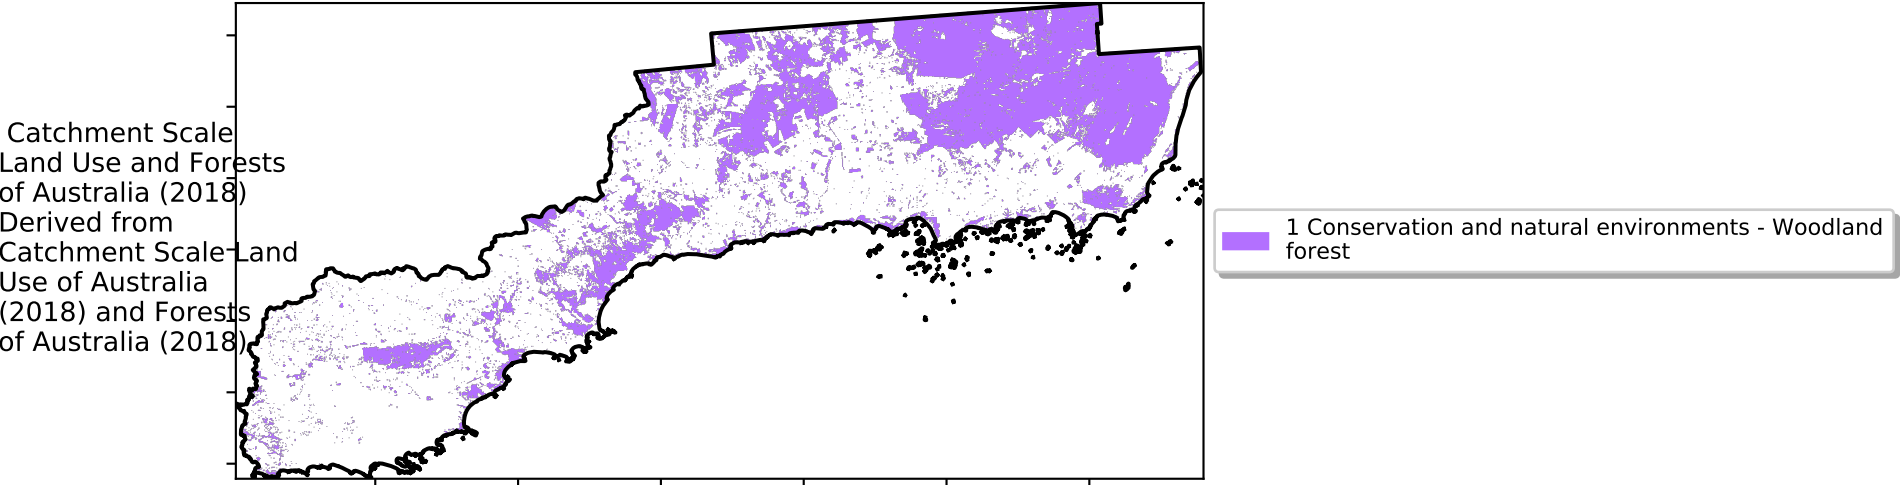 Catchment Scale
Land Use and Forests
of Australia (2018)
Derived from
Catchment Scale Land
Use of Australia
(2018) and Forests
of Australia (2018)
1 Conservation and natural environments - Woodland
forest